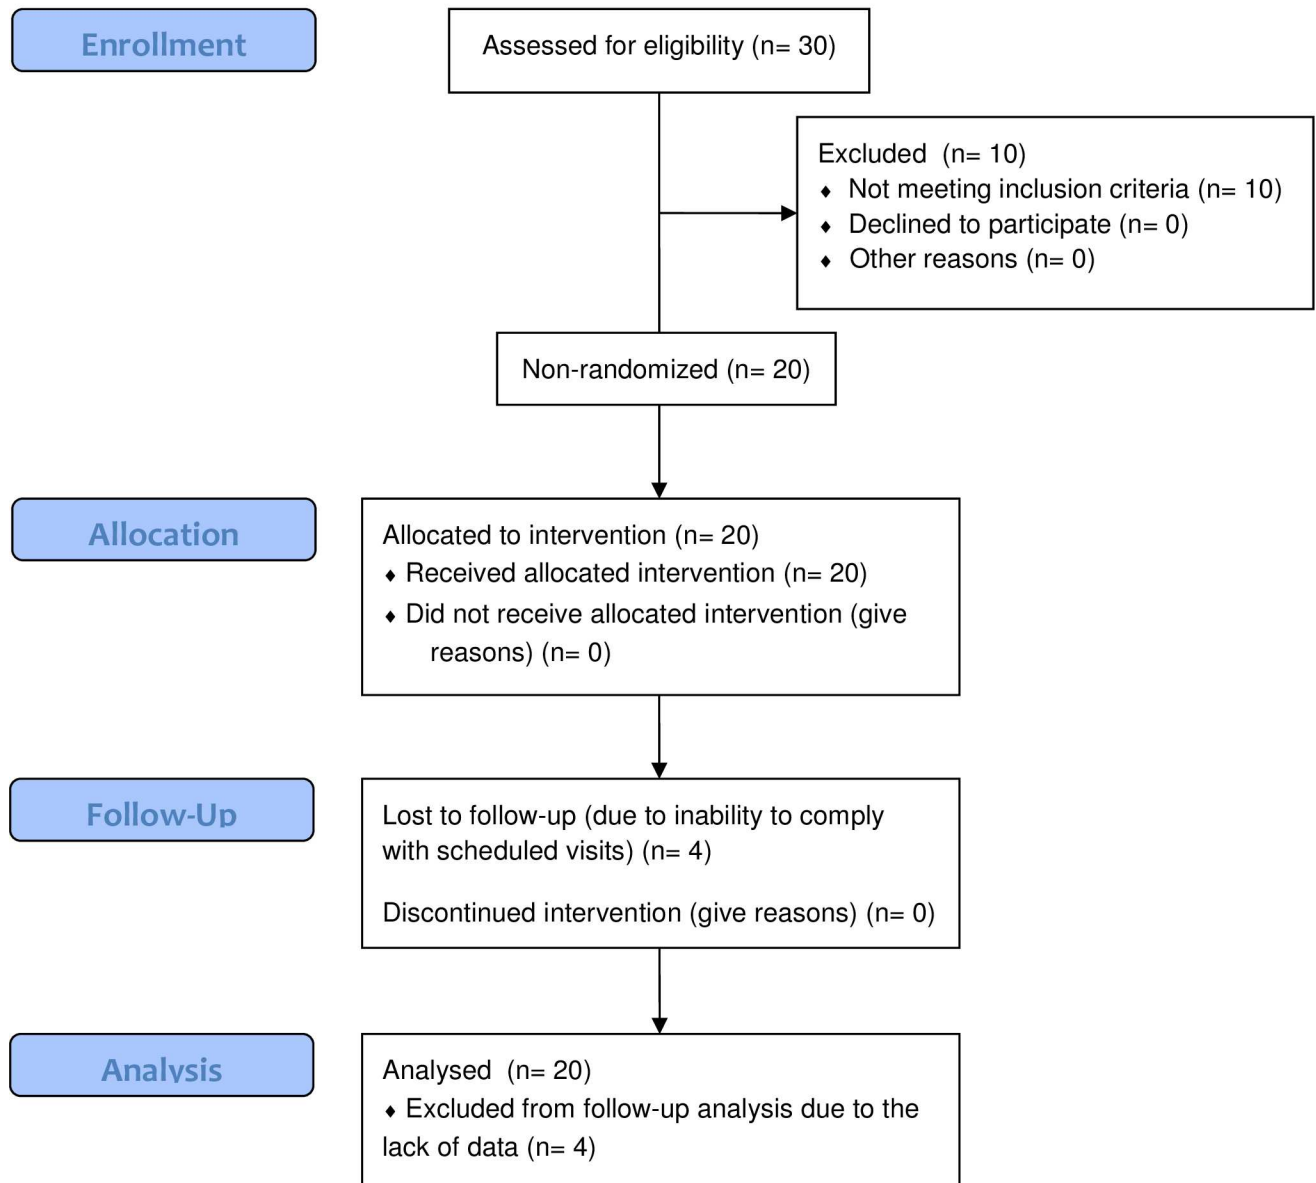 Enrollment
Assessed for eligibility (n= 30)
Excluded  (n= 10)
♦ Not meeting inclusion criteria (n= 10)
♦ Declined to participate (n= 0)
♦ Other reasons (n= 0)
Non-randomized (n= 20)
Allocation
Allocated to intervention (n= 20)
♦ Received allocated intervention (n= 20)
♦ Did not receive allocated intervention (give
reasons) (n= 0)
Follow-Up
Lost to follow-up (due to inability to comply
with scheduled visits) (n= 4)
Discontinued intervention (give reasons) (n= 0)
Analysis
Analysed  (n= 20)
♦ Excluded from follow-up analysis due to the
lack of data (n= 4)